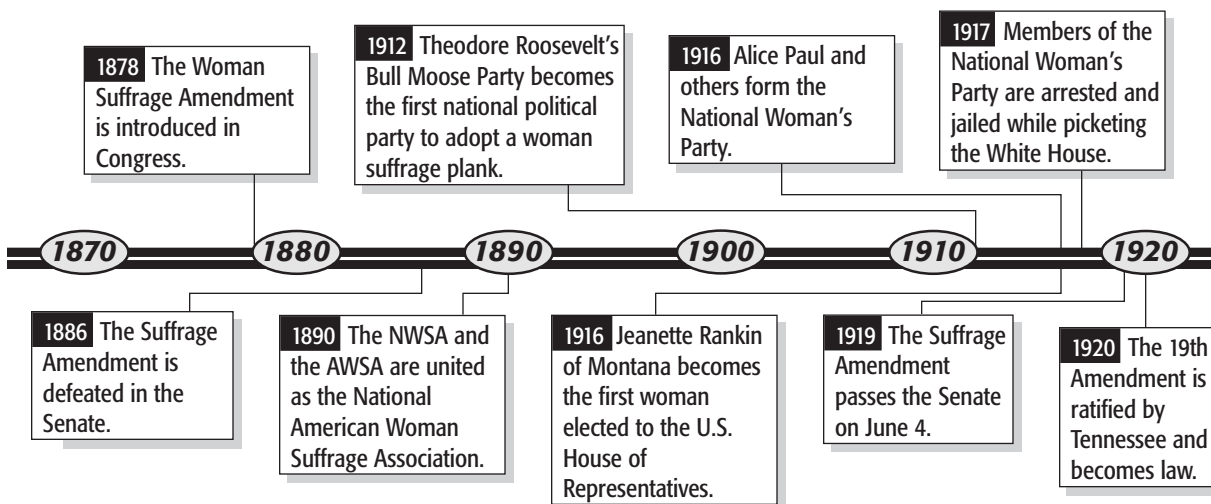 1878 The Woman
Suffrage Amendment
is introduced in
Congress.
1912 Theodore Roosevelt's
Bull Moose Party becomes
the first national political
party to adopt a woman
suffrage plank.
1916 Alice Paul and
others form the
National Woman's
Party.
1917 Members of the
National Woman's
Party are arrested and
jailed while picketing
the White House.
1870 1880 1890 1900 1910 1920
1886 The Suffrage
Amendment is
defeated in the
Senate.
1890 The NWSA and
the AWSA are united
as the National
American Woman
Suffrage Association.
1916 Jeanette Rankin
of Montana becomes
the first woman
elected to the U.S.
House of
Representatives.
1919 The Suffrage
Amendment
passes the Senate
on June 4.
1920 The 19th
Amendment is
ratified by
Tennessee and
becomes law.